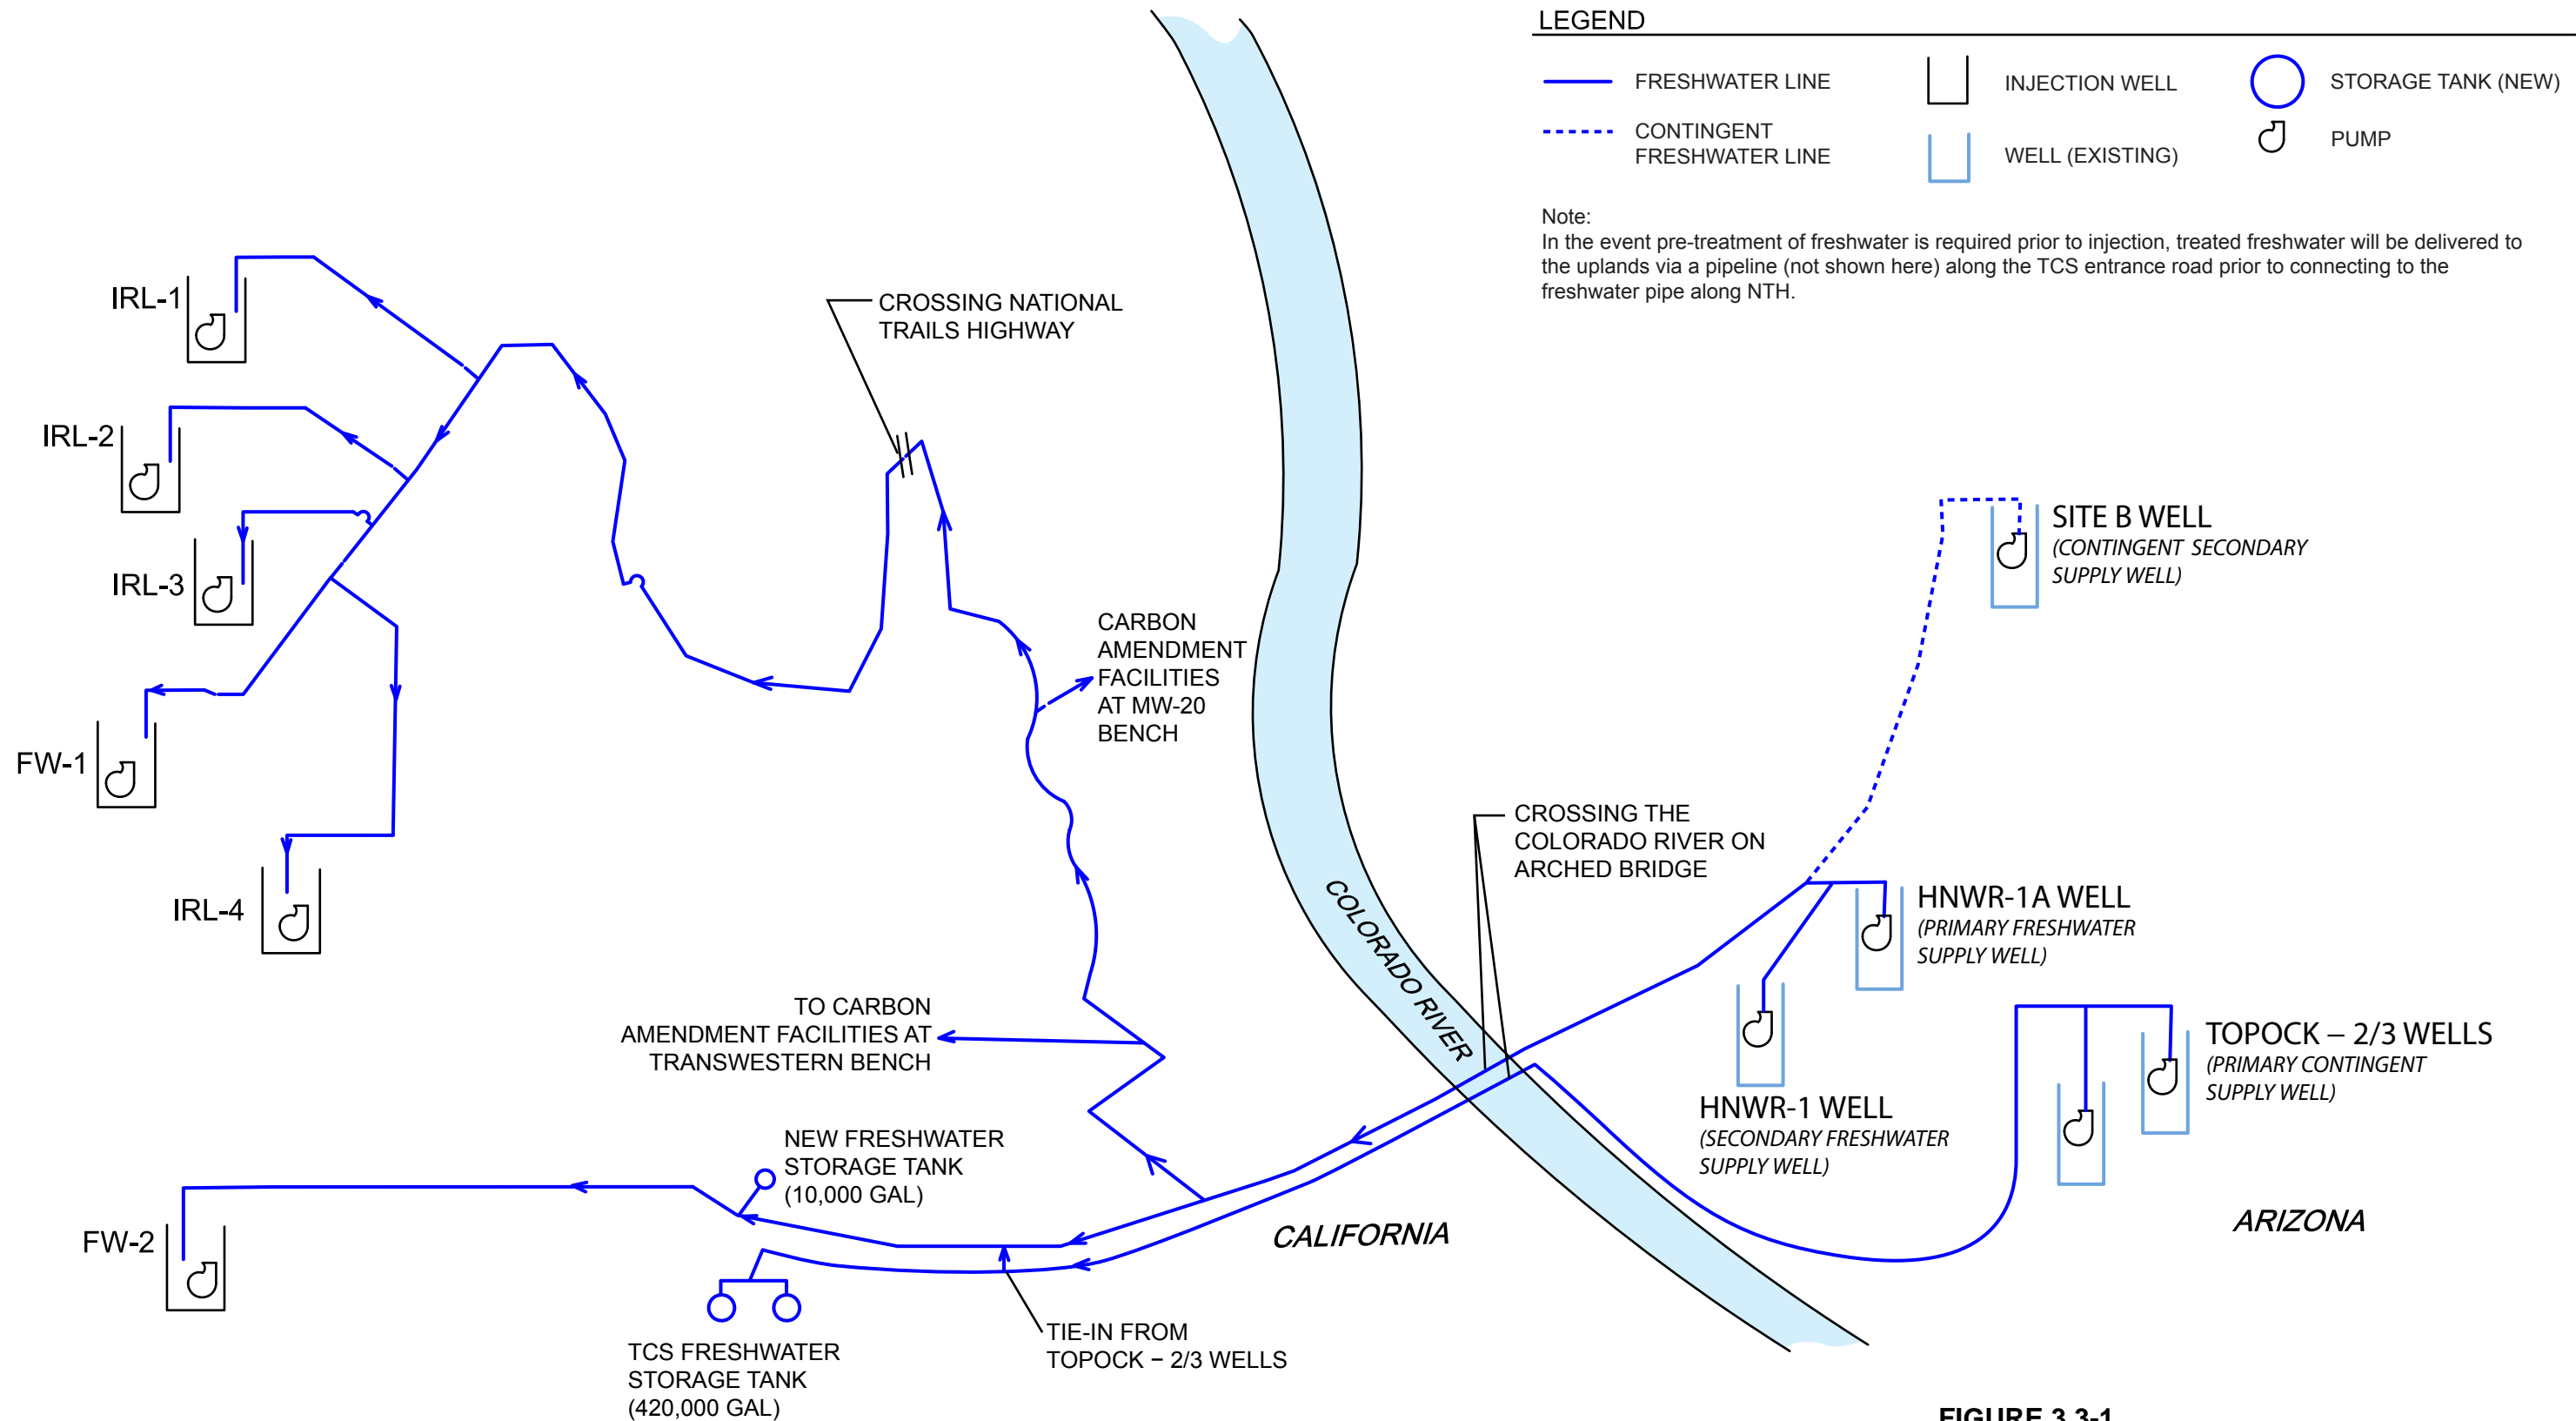 LEGEND
FRESHWATER LINE
CONTINGENT
FRESHWATER LINE
INJECTION WELL
WELL (EXISTING)
STORAGE TANK (NEW)
PUMP
Note:
In the event pre-treatment of freshwater is required prior to injection, treated freshwater will be delivered to
the uplands via a pipeline (not shown here) along the TCS entrance road prior to connecting to the
freshwater pipe along NTH.
IRL-1
CROSSING NATIONAL
TRAILS HIGHWAY
IRL-2
IRL-3
SITE B WELL
(CONTINGENT SECONDARY
SUPPLY WELL)
CARBON
AMENDMENT
FACILITIES
AT MW-20
BENCH
FW-1
CROSSING THE
COLORADO RIVER ON
ARCHED BRIDGE
IRL-4
COLORADO RIVER
HNWR-1A WELL
(PRIMARY FRESHWATER
SUPPLY WELL)
TO CARBON
AMENDMENT FACILITIES AT
TRANSWESTERN BENCH
TOPOCK – 2/3 WELLS
(PRIMARY CONTINGENT
SUPPLY WELL)
HNWR-1 WELL
(SECONDARY FRESHWATER
SUPPLY WELL)
NEW FRESHWATER
STORAGE TANK
(10,000 GAL)
FW-2
CALIFORNIA
ARIZONA
TIE-IN FROM
TOPOCK – 2/3 WELLS
TCS FRESHWATER
STORAGE TANK
(420,000 GAL)
FIGURE 3.3-1